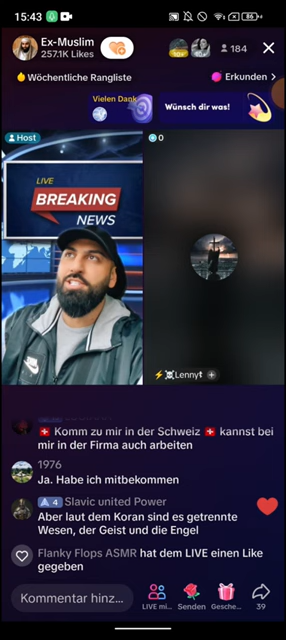 15:43
86
Ex-Muslim
257.1K Likes
10+
184
Wöchentliche Rangliste
Erkunden >
Vielen Dank
Wünsch dir was!
Host
0
LIVE
BREAKING
NEWS
⚡☠️Lennyt +
🇨🇭 Komm zu mir in der Schweiz 🇨🇭 kannst bei
mir in der Firma auch arbeiten
1976
Ja. Habe ich mitbekommen
4 Slavic united Power
Aber laut dem Koran sind es getrennte
Wesen, der Geist und die Engel
Flanky Flops ASMR hat dem LIVE einen Like
gegeben
Kommentar hinz...
LIVE mi...
Senden
Gesche...
39